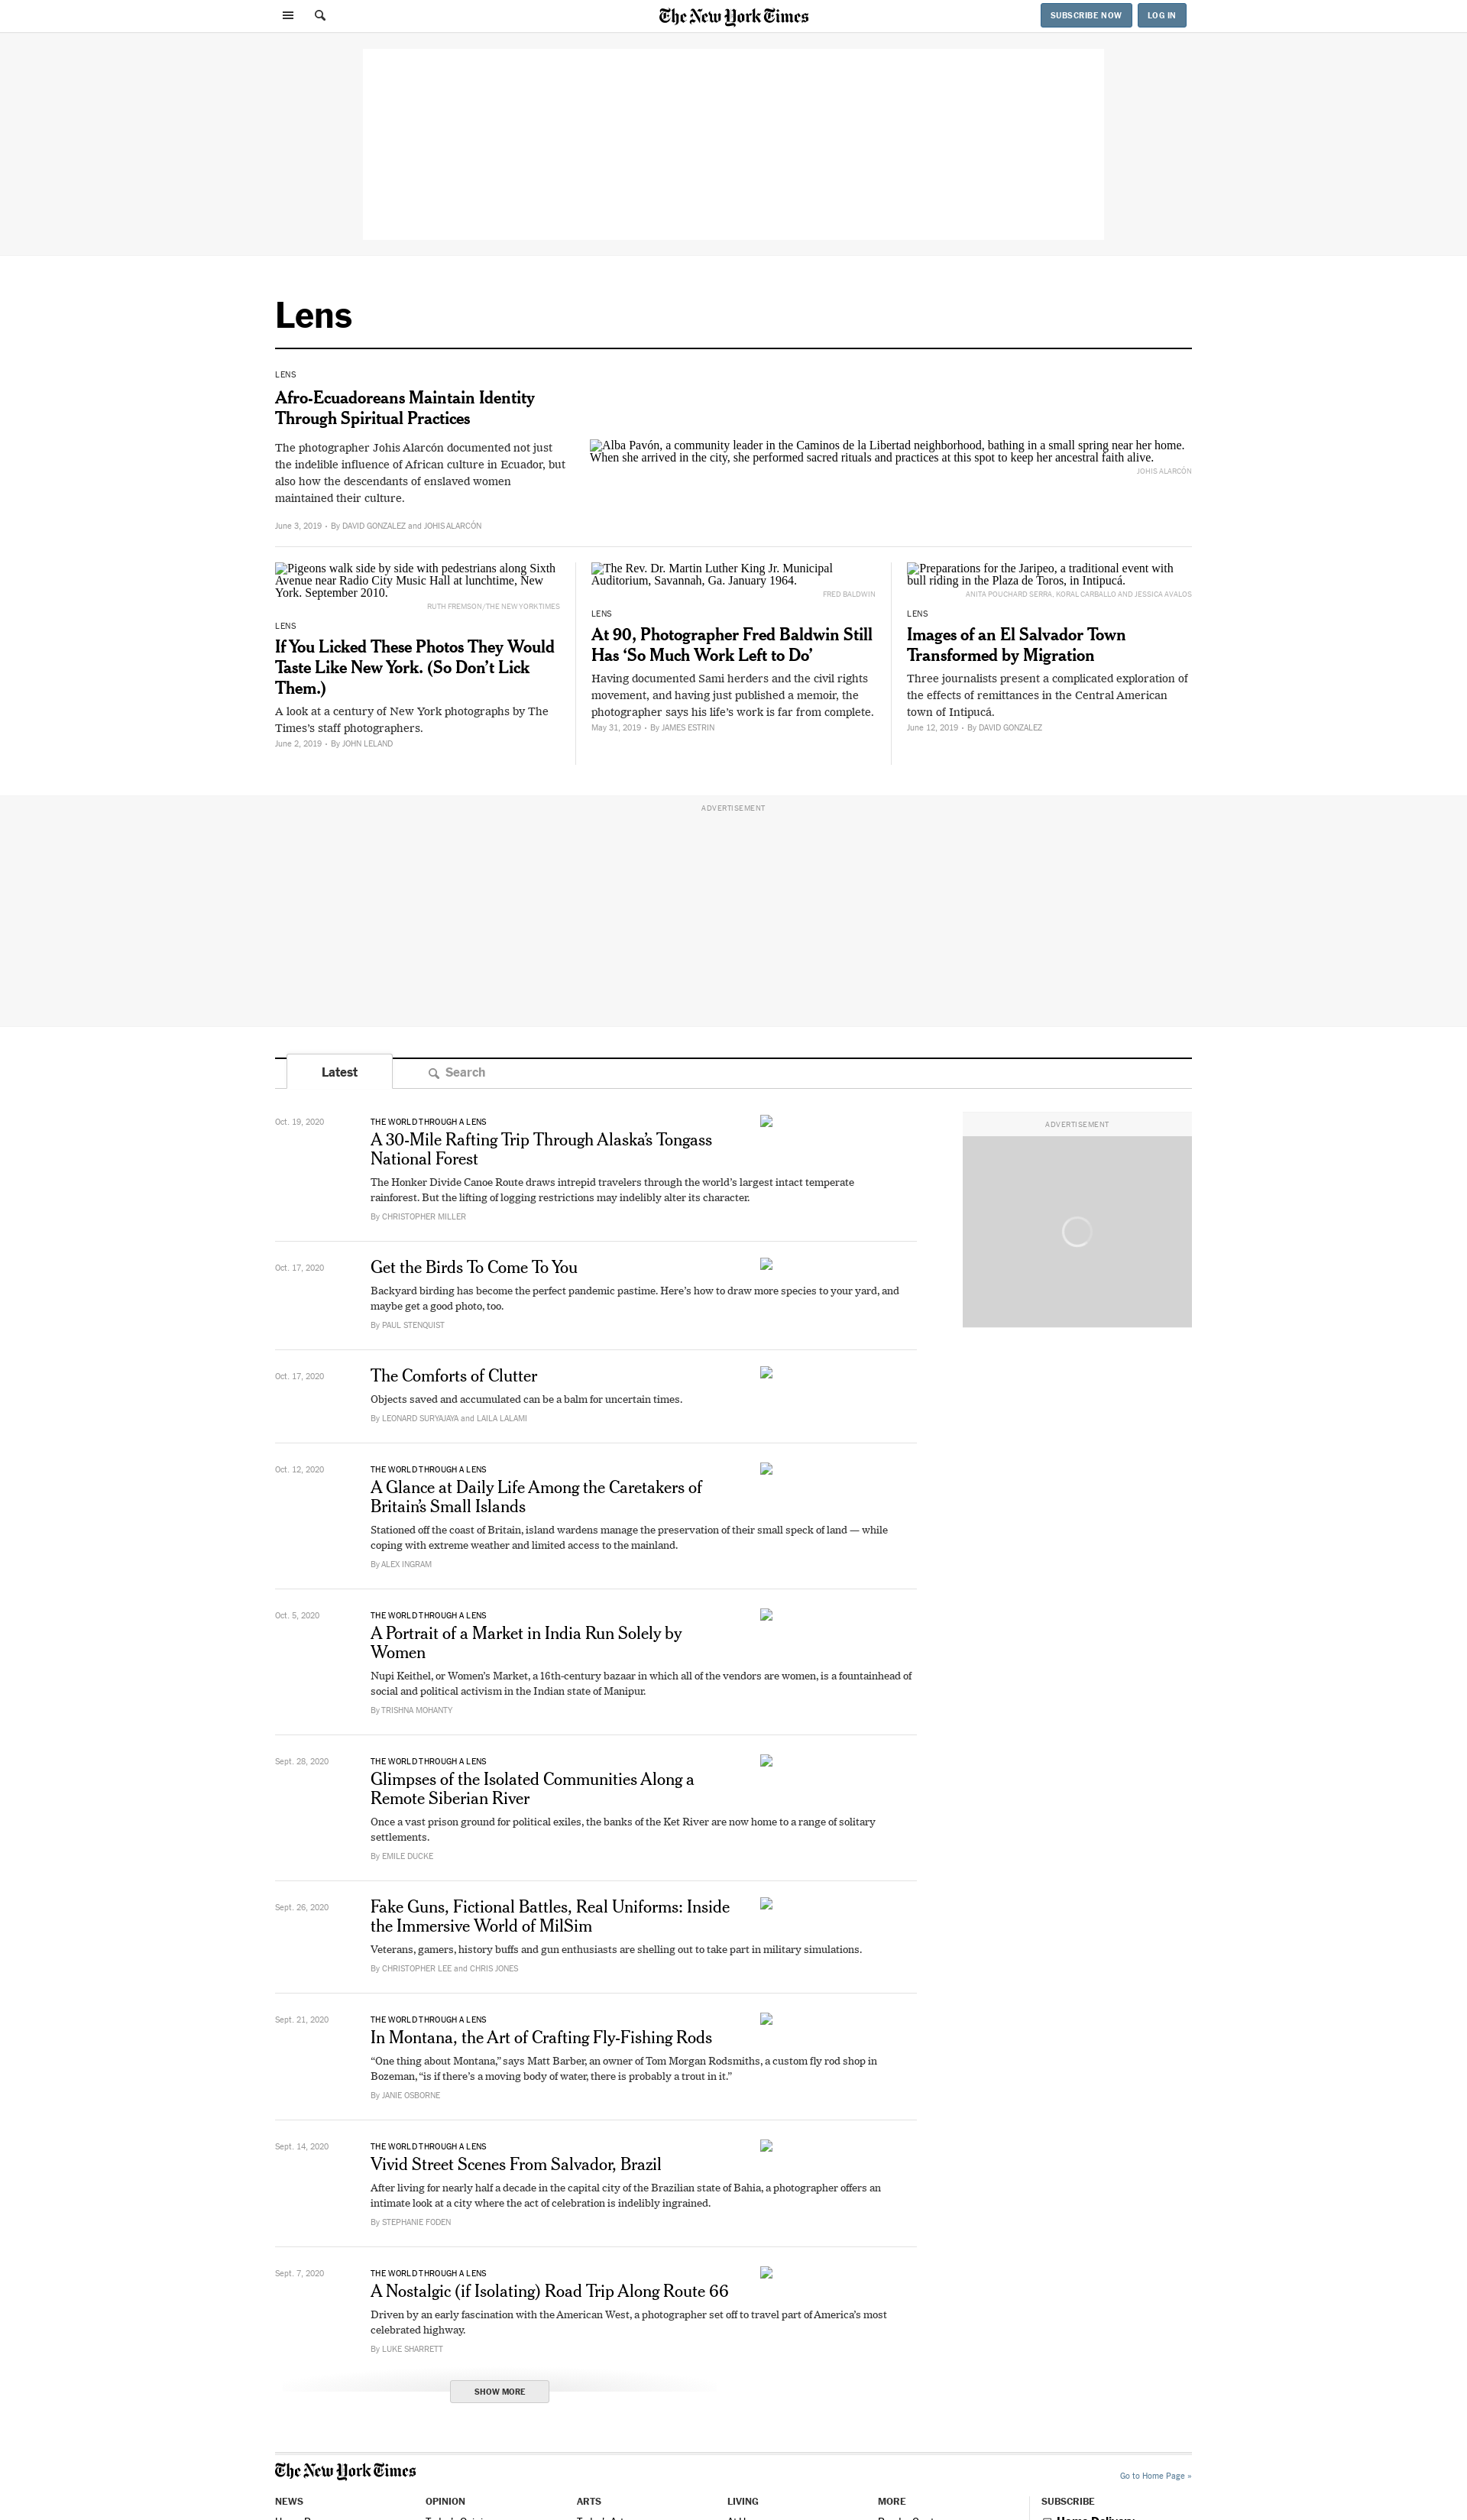 The New York Times
SUBSCRIBE NOW
LOG IN
Lens
LENS
Afro-Ecuadoreans Maintain Identity
Through Spiritual Practices
The photographer Johis Alarcón documented not just
the indelible influence of African culture in Ecuador, but
also how the descendants of enslaved women
maintained their culture.
June 3, 2019 • By DAVID GONZALEZ and JOHIS ALARCÓN
Alba Pavón, a community leader in the Caminos de la Libertad neighborhood, bathing in a small spring near her home.
When she arrived in the city, she performed sacred rituals and practices at this spot to keep her ancestral faith alive.
JOHIS ALARCÓN
Pigeons walk side by side with pedestrians along Sixth
Avenue near Radio City Music Hall at lunchtime, New
York. September 2010.
RUTH FREMSON/THE NEW YORK TIMES
LENS
If You Licked These Photos They Would
Taste Like New York. (So Don’t Lick
Them.)
A look at a century of New York photographs by The
Times’s staff photographers.
June 2, 2019 • By JOHN LELAND
The Rev. Dr. Martin Luther King Jr. Municipal
Auditorium, Savannah, Ga. January 1964.
FRED BALDWIN
LENS
At 90, Photographer Fred Baldwin Still
Has ‘So Much Work Left to Do’
Having documented Sami herders and the civil rights
movement, and having just published a memoir, the
photographer says his life’s work is far from complete.
May 31, 2019 • By JAMES ESTRIN
Preparations for the Jaripeo, a traditional event with
bull riding in the Plaza de Toros, in Intipucá.
ANITA POUCHARD SERRA, KORAL CARBALLO AND JESSICA AVALOS
LENS
Images of an El Salvador Town
Transformed by Migration
Three journalists present a complicated exploration of
the effects of remittances in the Central American
town of Intipucá.
June 12, 2019 • By DAVID GONZALEZ
ADVERTISEMENT
Latest
Search
ADVERTISEMENT
Oct. 19, 2020
THE WORLD THROUGH A LENS
A 30-Mile Rafting Trip Through Alaska’s Tongass
National Forest
The Honker Divide Canoe Route draws intrepid travelers through the world’s largest intact temperate
rainforest. But the lifting of logging restrictions may indelibly alter its character.
By CHRISTOPHER MILLER
Oct. 17, 2020
Get the Birds To Come To You
Backyard birding has become the perfect pandemic pastime. Here’s how to draw more species to your yard, and
maybe get a good photo, too.
By PAUL STENQUIST
Oct. 17, 2020
The Comforts of Clutter
Objects saved and accumulated can be a balm for uncertain times.
By LEONARD SURYAJAYA and LAILA LALAMI
Oct. 12, 2020
THE WORLD THROUGH A LENS
A Glance at Daily Life Among the Caretakers of
Britain’s Small Islands
Stationed off the coast of Britain, island wardens manage the preservation of their small speck of land — while
coping with extreme weather and limited access to the mainland.
By ALEX INGRAM
Oct. 5, 2020
THE WORLD THROUGH A LENS
A Portrait of a Market in India Run Solely by
Women
Nupi Keithel, or Women’s Market, a 16th-century bazaar in which all of the vendors are women, is a fountainhead of
social and political activism in the Indian state of Manipur.
By TRISHNA MOHANTY
Sept. 28, 2020
THE WORLD THROUGH A LENS
Glimpses of the Isolated Communities Along a
Remote Siberian River
Once a vast prison ground for political exiles, the banks of the Ket River are now home to a range of solitary
settlements.
By EMILE DUCKE
Sept. 26, 2020
Fake Guns, Fictional Battles, Real Uniforms: Inside
the Immersive World of MilSim
Veterans, gamers, history buffs and gun enthusiasts are shelling out to take part in military simulations.
By CHRISTOPHER LEE and CHRIS JONES
Sept. 21, 2020
THE WORLD THROUGH A LENS
In Montana, the Art of Crafting Fly-Fishing Rods
“One thing about Montana,” says Matt Barber, an owner of Tom Morgan Rodsmiths, a custom fly rod shop in
Bozeman, “is if there’s a moving body of water, there is probably a trout in it.”
By JANIE OSBORNE
Sept. 14, 2020
THE WORLD THROUGH A LENS
Vivid Street Scenes From Salvador, Brazil
After living for nearly half a decade in the capital city of the Brazilian state of Bahia, a photographer offers an
intimate look at a city where the act of celebration is indelibly ingrained.
By STEPHANIE FODEN
Sept. 7, 2020
THE WORLD THROUGH A LENS
A Nostalgic (if Isolating) Road Trip Along Route 66
Driven by an early fascination with the American West, a photographer set off to travel part of America’s most
celebrated highway.
By LUKE SHARRETT
SHOW MORE
The New York Times
Go to Home Page »
NEWS
OPINION
ARTS
LIVING
MORE
SUBSCRIBE